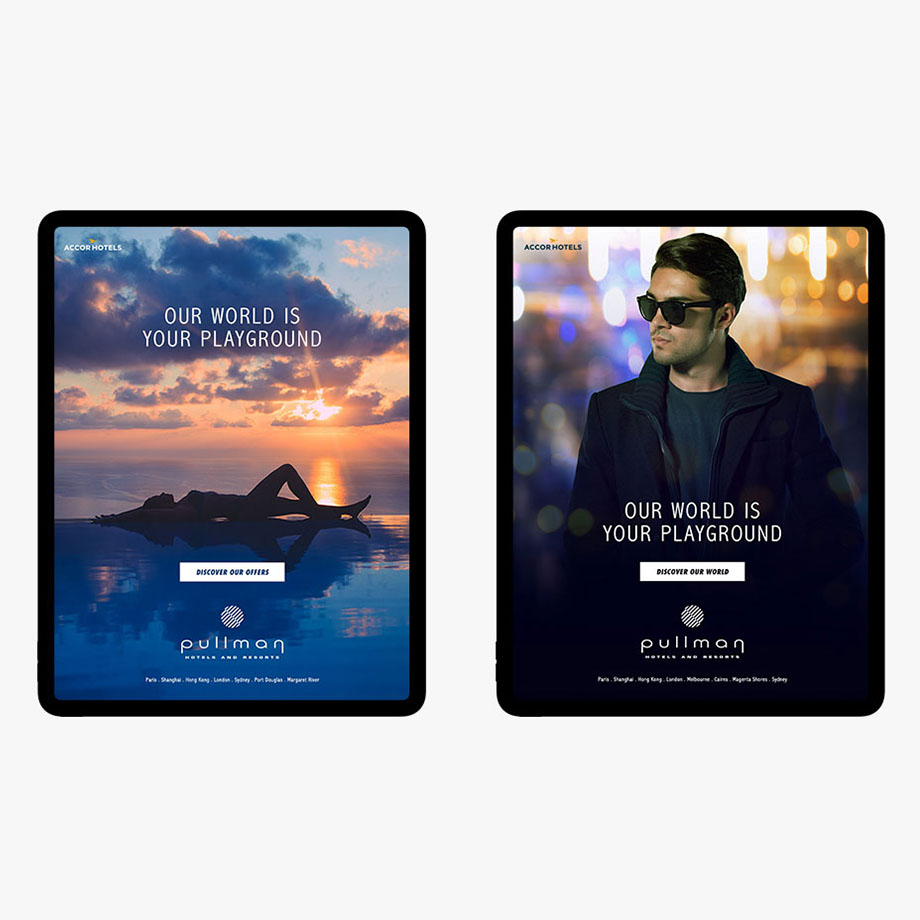 ACCORHOTELS
OUR WORLD IS
YOUR PLAYGROUND
DISCOVER OUR OFFERS
pullman
HOTELS AND RESORTS
Paris . Shanghai . Hong Kong . London . Sydney . Port Douglas . Margaret River
ACCORHOTELS
OUR WORLD IS
YOUR PLAYGROUND
DISCOVER OUR WORLD
pullman
HOTELS AND RESORTS
Paris . Shanghai . Hong Kong . London . Melbourne . Cairns . Magenta Shores . Sydney